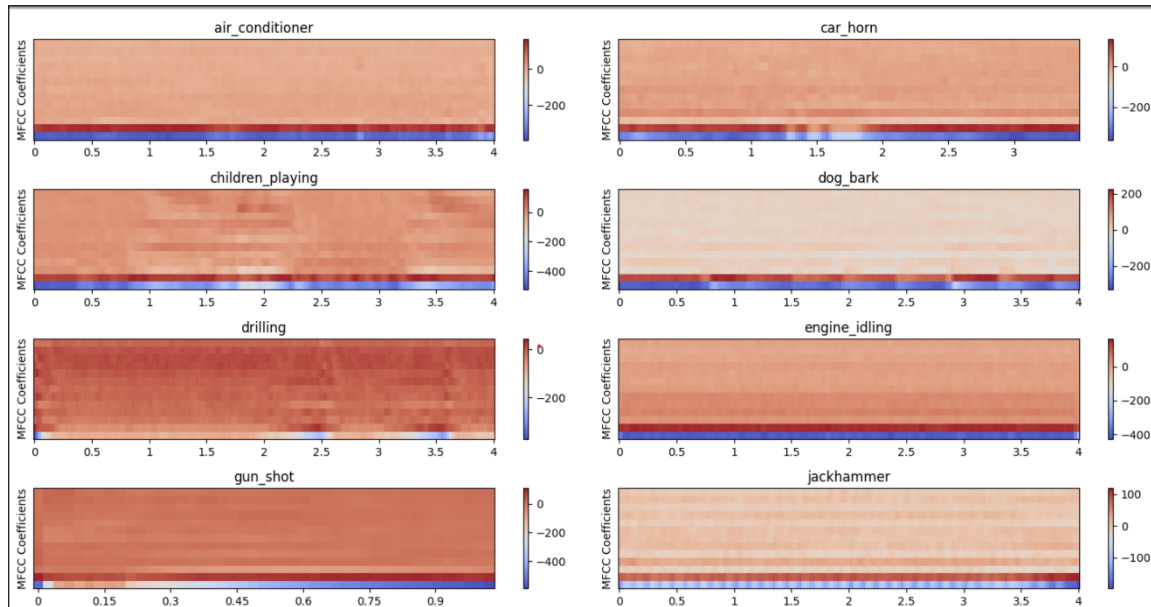 air_conditioner
MFCC Coefficients
0
−200
0 0.5 1 1.5 2 2.5 3 3.5 4
car_horn
MFCC Coefficients
0
−200
0 0.5 1 1.5 2 2.5 3
children_playing
MFCC Coefficients
0
−200
−400
0 0.5 1 1.5 2 2.5 3 3.5 4
dog_bark
MFCC Coefficients
200
0
−200
0 0.5 1 1.5 2 2.5 3 3.5 4
drilling
MFCC Coefficients
0
−200
0 0.5 1 1.5 2 2.5 3 3.5 4
engine_idling
MFCC Coefficients
0
−200
−400
0 0.5 1 1.5 2 2.5 3 3.5 4
gun_shot
MFCC Coefficients
0
−200
−400
0 0.15 0.3 0.45 0.6 0.75 0.9
jackhammer
MFCC Coefficients
100
0
−100
0 0.5 1 1.5 2 2.5 3 3.5 4